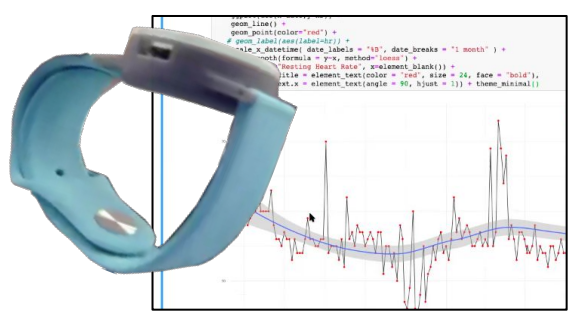 geom_line() +
geom_point(color="red") +
# geom_label(aes(label=hr)) +
ale_x_datetime( date_labels = "%B", date_breaks = "1 month" ) +
ooth(formula = y~x, method="loess") +
"Resting Heart Rate", x=element_blank()) +
itle = element_text(color = "red", size = 24, face = "bold"),
ext.x = element_text(angle = 90, hjust = 1)) + theme_minimal()